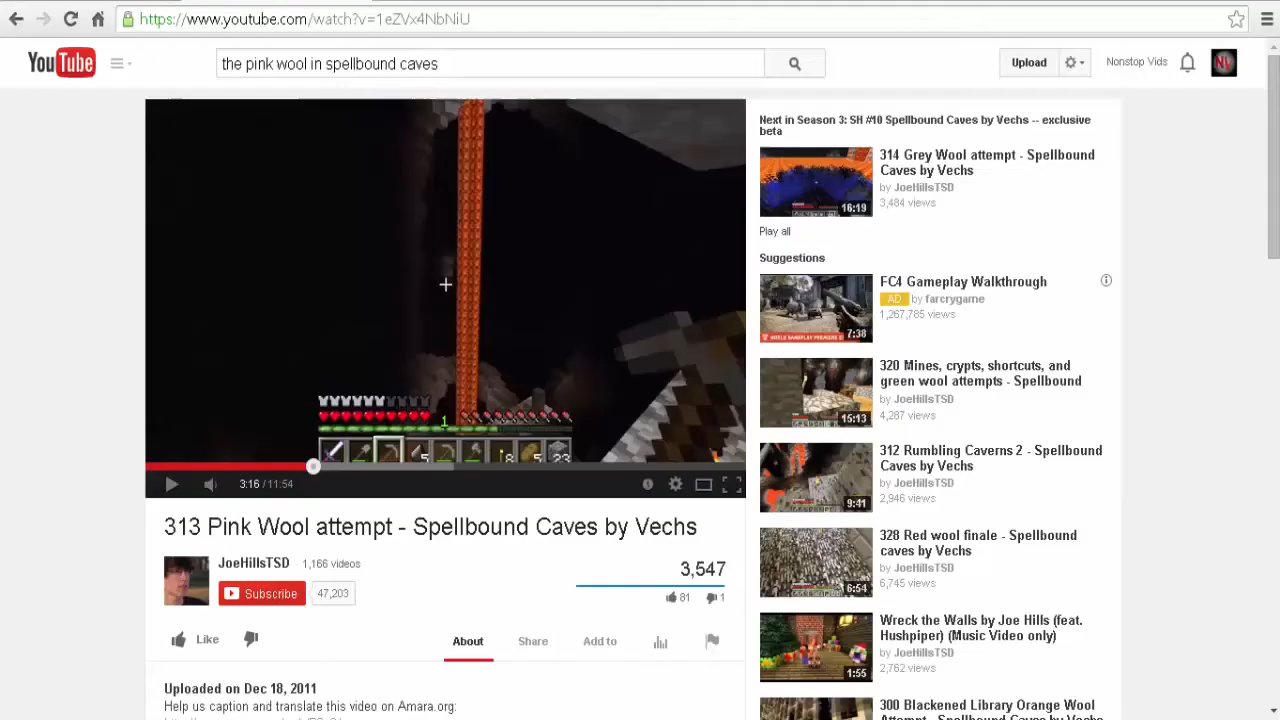 https://www.youtube.com/watch?v=1eZVx4NbNiU
YouTube
the pink wool in spellbound caves
Upload
Nonstop Vids
NV
1
5
8
5
23
3:16 / 11:54
313 Pink Wool attempt - Spellbound Caves by Vechs
JoeHillsTSD 1,166 videos
Subscribe 47,203
3,547
81 1
Like
About Share Add to
Uploaded on Dec 18, 2011
Help us caption and translate this video on Amara.org:
Next in Season 3: SH #10 Spellbound Caves by Vechs -- exclusive
beta
314 Grey Wool attempt - Spellbound
Caves by Vechs
by JoeHillsTSD
3,484 views
16:19
Play all
Suggestions
FC4 Gameplay Walkthrough
AD by farcrygame
1,267,785 views
7:38
320 Mines, crypts, shortcuts, and
green wool attempts - Spellbound
by JoeHillsTSD
4,287 views
15:13
312 Rumbling Caverns 2 - Spellbound
Caves by Vechs
by JoeHillsTSD
2,946 views
9:41
328 Red wool finale - Spellbound
caves by Vechs
by JoeHillsTSD
6,745 views
6:54
Wreck the Walls by Joe Hills (feat.
Hushpiper) (Music Video only)
by JoeHillsTSD
2,762 views
1:55
300 Blackened Library Orange Wool
Attempt - Spellbound Caves by Vechs